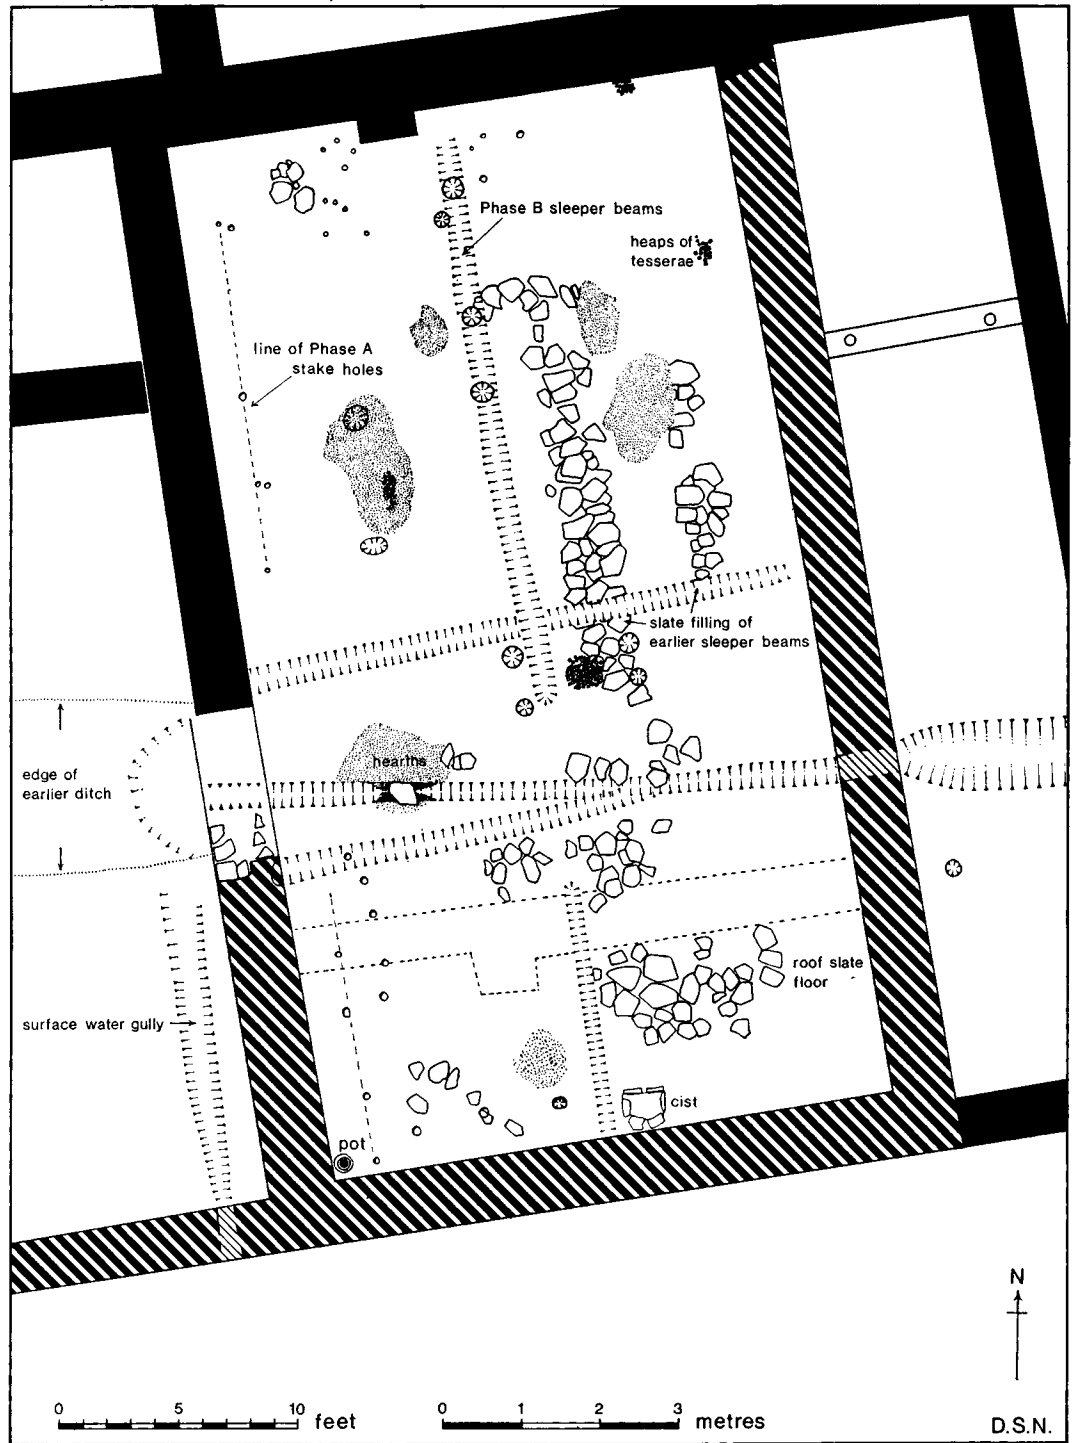 Phase B sleeper beams
heaps of
tesserae
line of Phase A
stake holes
slate filling of
earlier sleeper beams
hearths
edge of
earlier ditch
roof slate
floor
surface water gully
cist
pot
N
0 5 10 feet
0 1 2 3 metres
D.S.N.